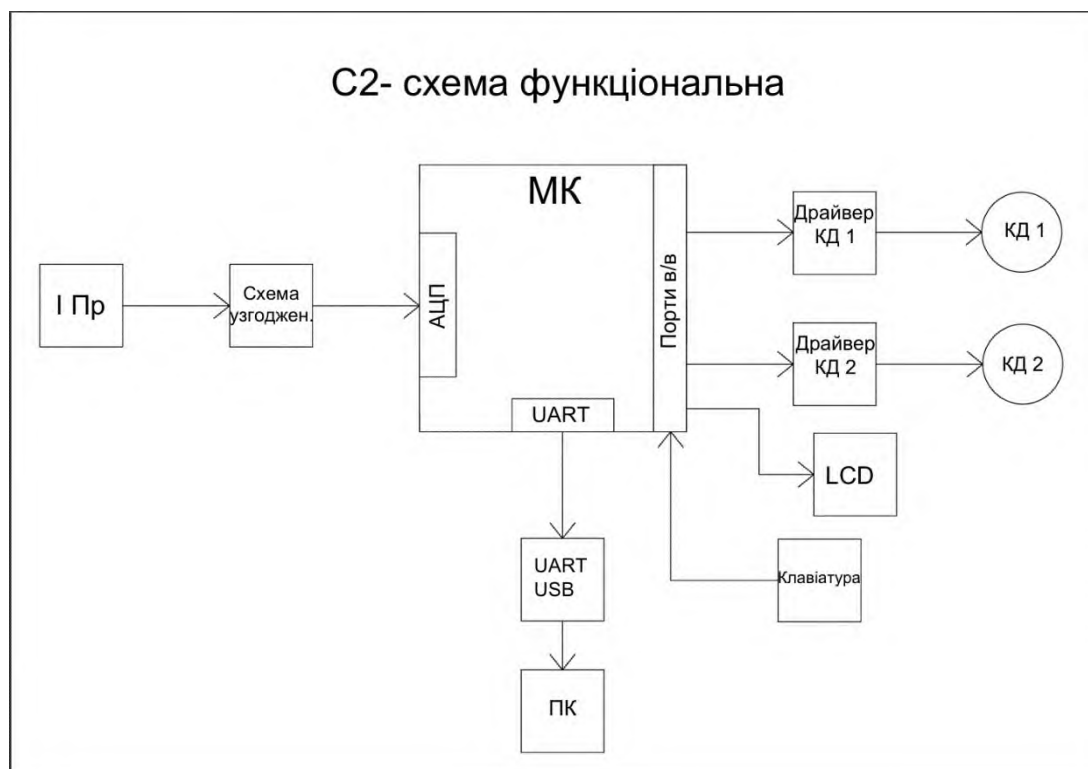 С2- схема функціональна
МК
Драйвер
КД 1
КД 1
І Пр
Схема
узгоджен.
АЦП
Порти в/в
Драйвер
КД 2
КД 2
UART
LCD
UART
USB
Клавіатура
ПК